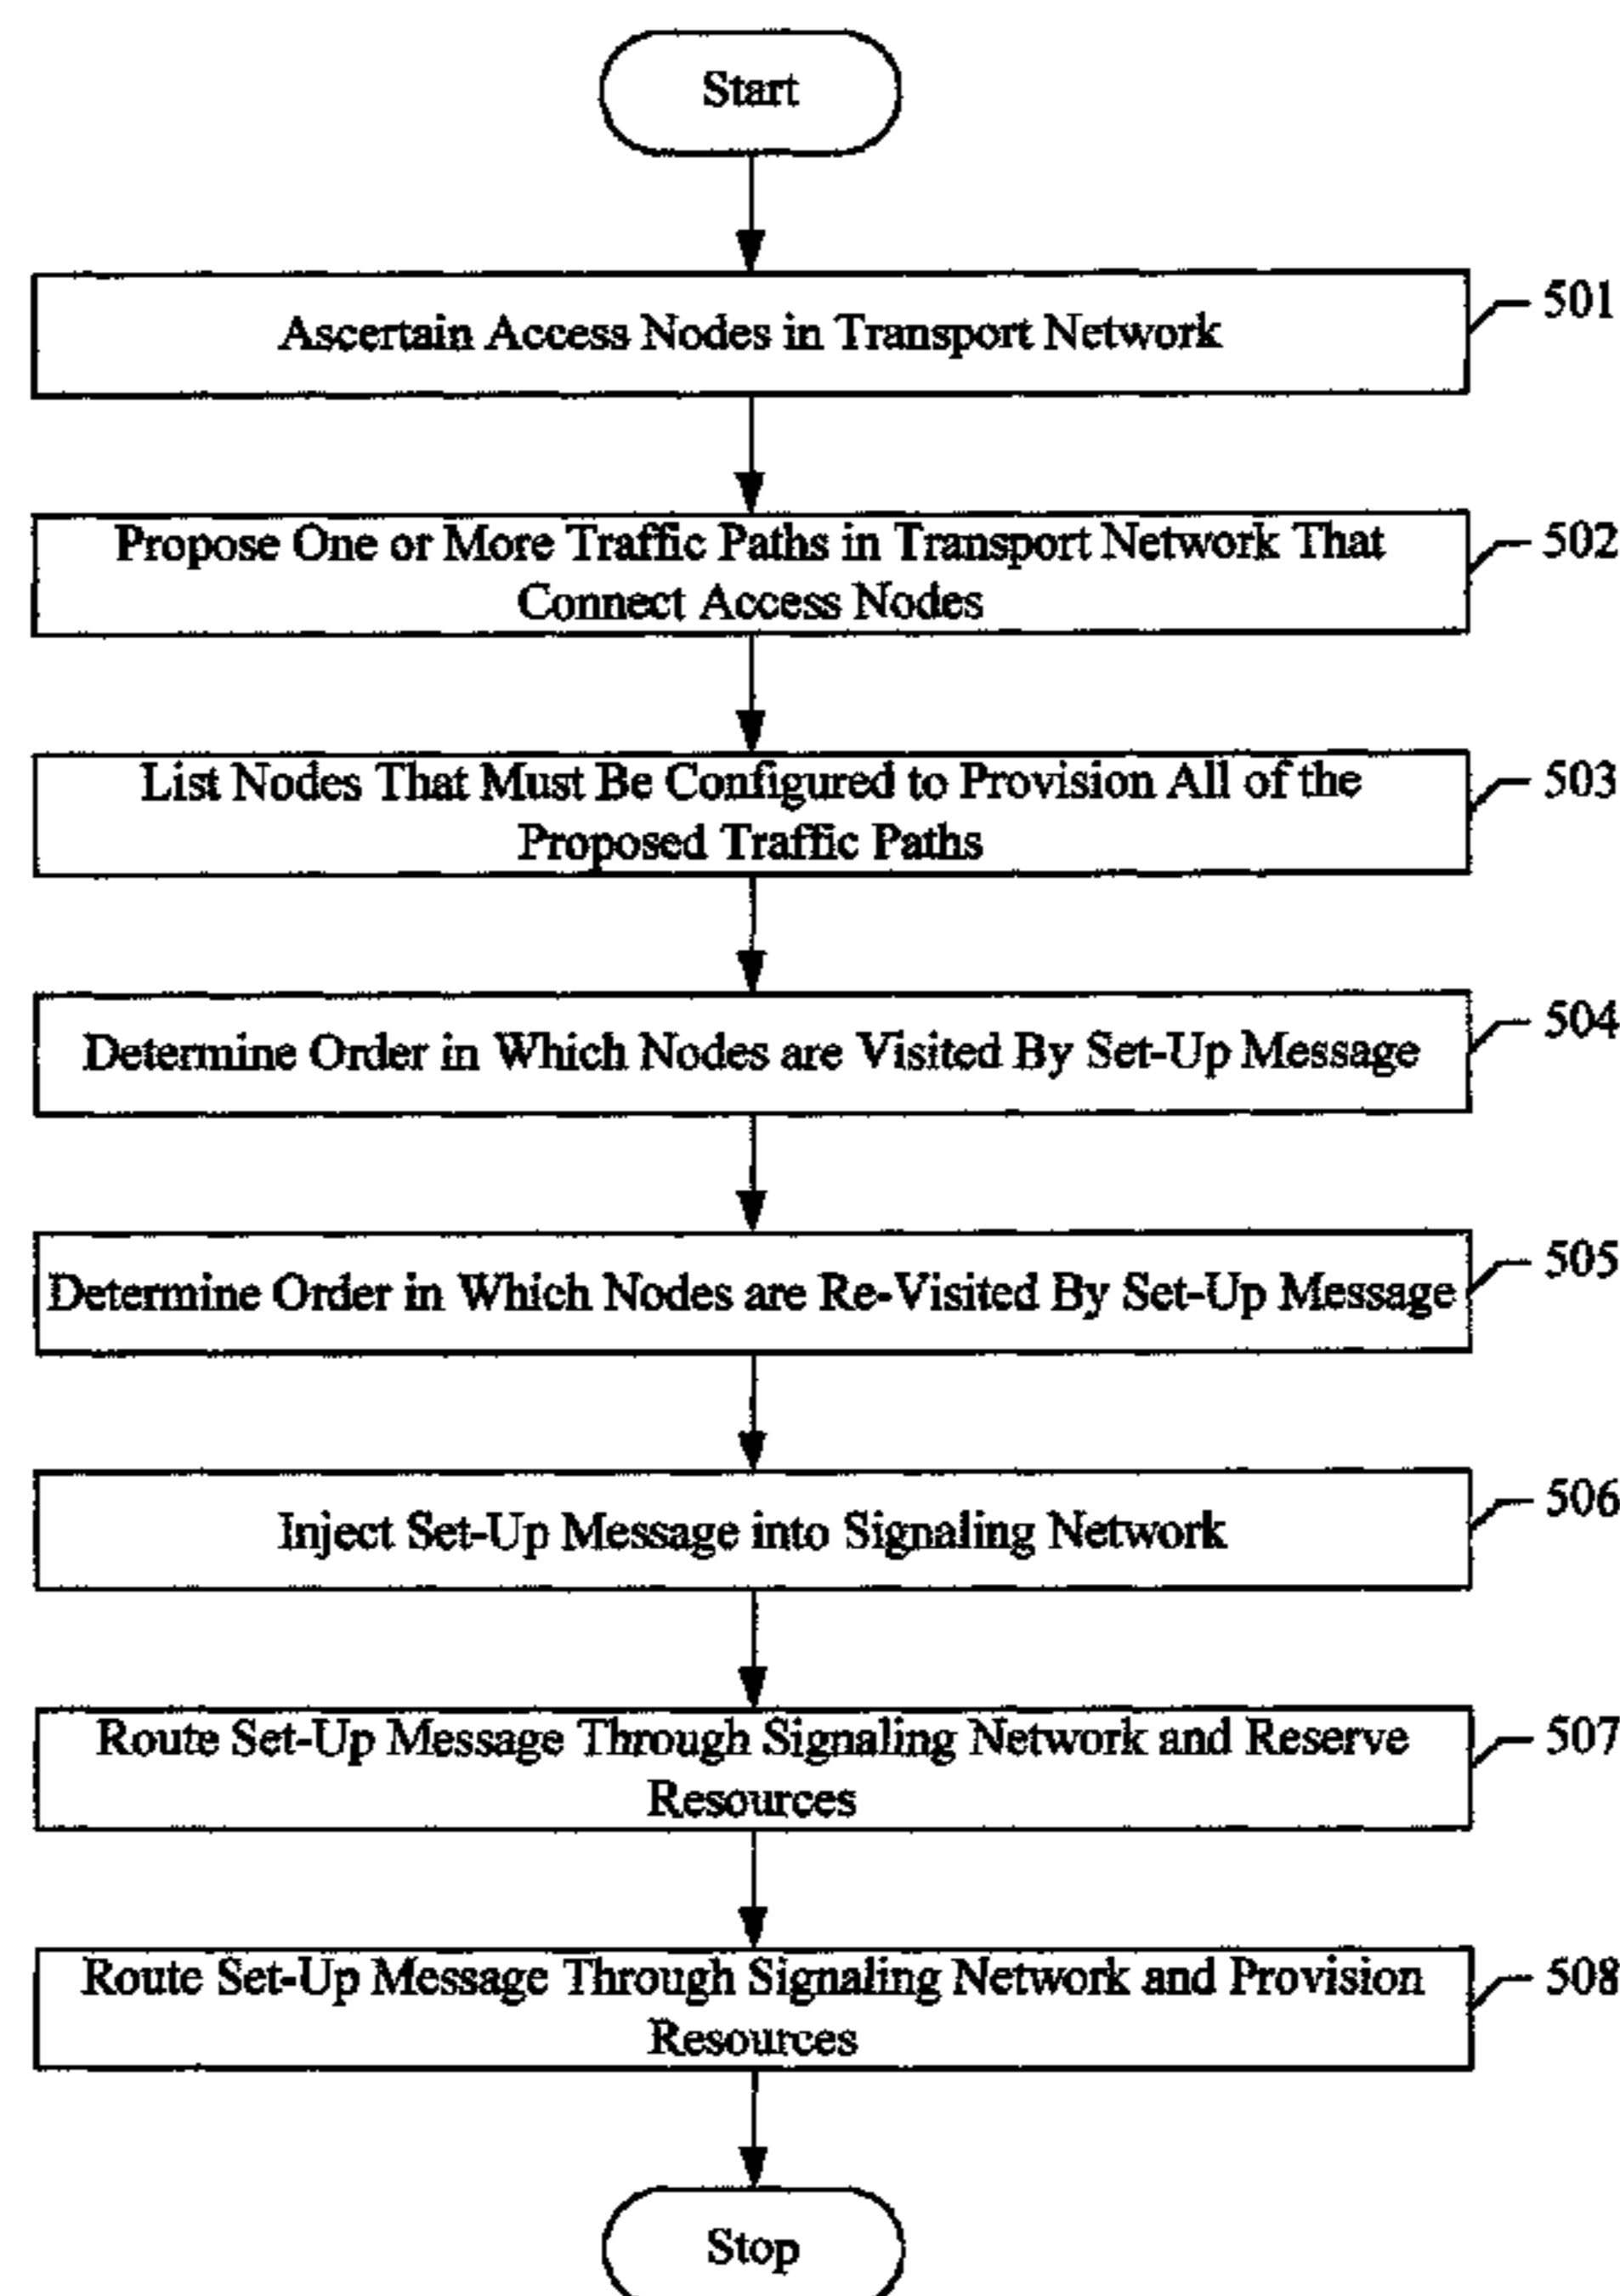 Start
Ascertain Access Nodes in Transport Network
501
Propose One or More Traffic Paths in Transport Network That
Connect Access Nodes
502
List Nodes That Must Be Configured to Provision All of the
Proposed Traffic Paths
503
Determine Order in Which Nodes are Visited By Set-Up Message
504
Determine Order in Which Nodes are Re-Visited By Set-Up Message
505
Inject Set-Up Message into Signaling Network
506
Route Set-Up Message Through Signaling Network and Reserve
Resources
507
Route Set-Up Message Through Signaling Network and Provision
Resources
508
Stop